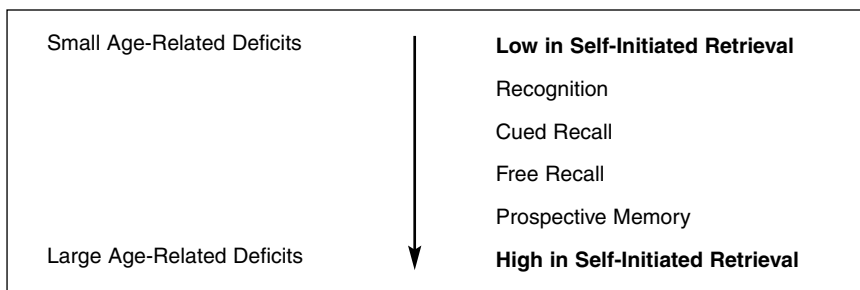 Small Age-Related Deficits
Low in Self-Initiated Retrieval
Recognition
Cued Recall
Free Recall
Prospective Memory
Large Age-Related Deficits
High in Self-Initiated Retrieval